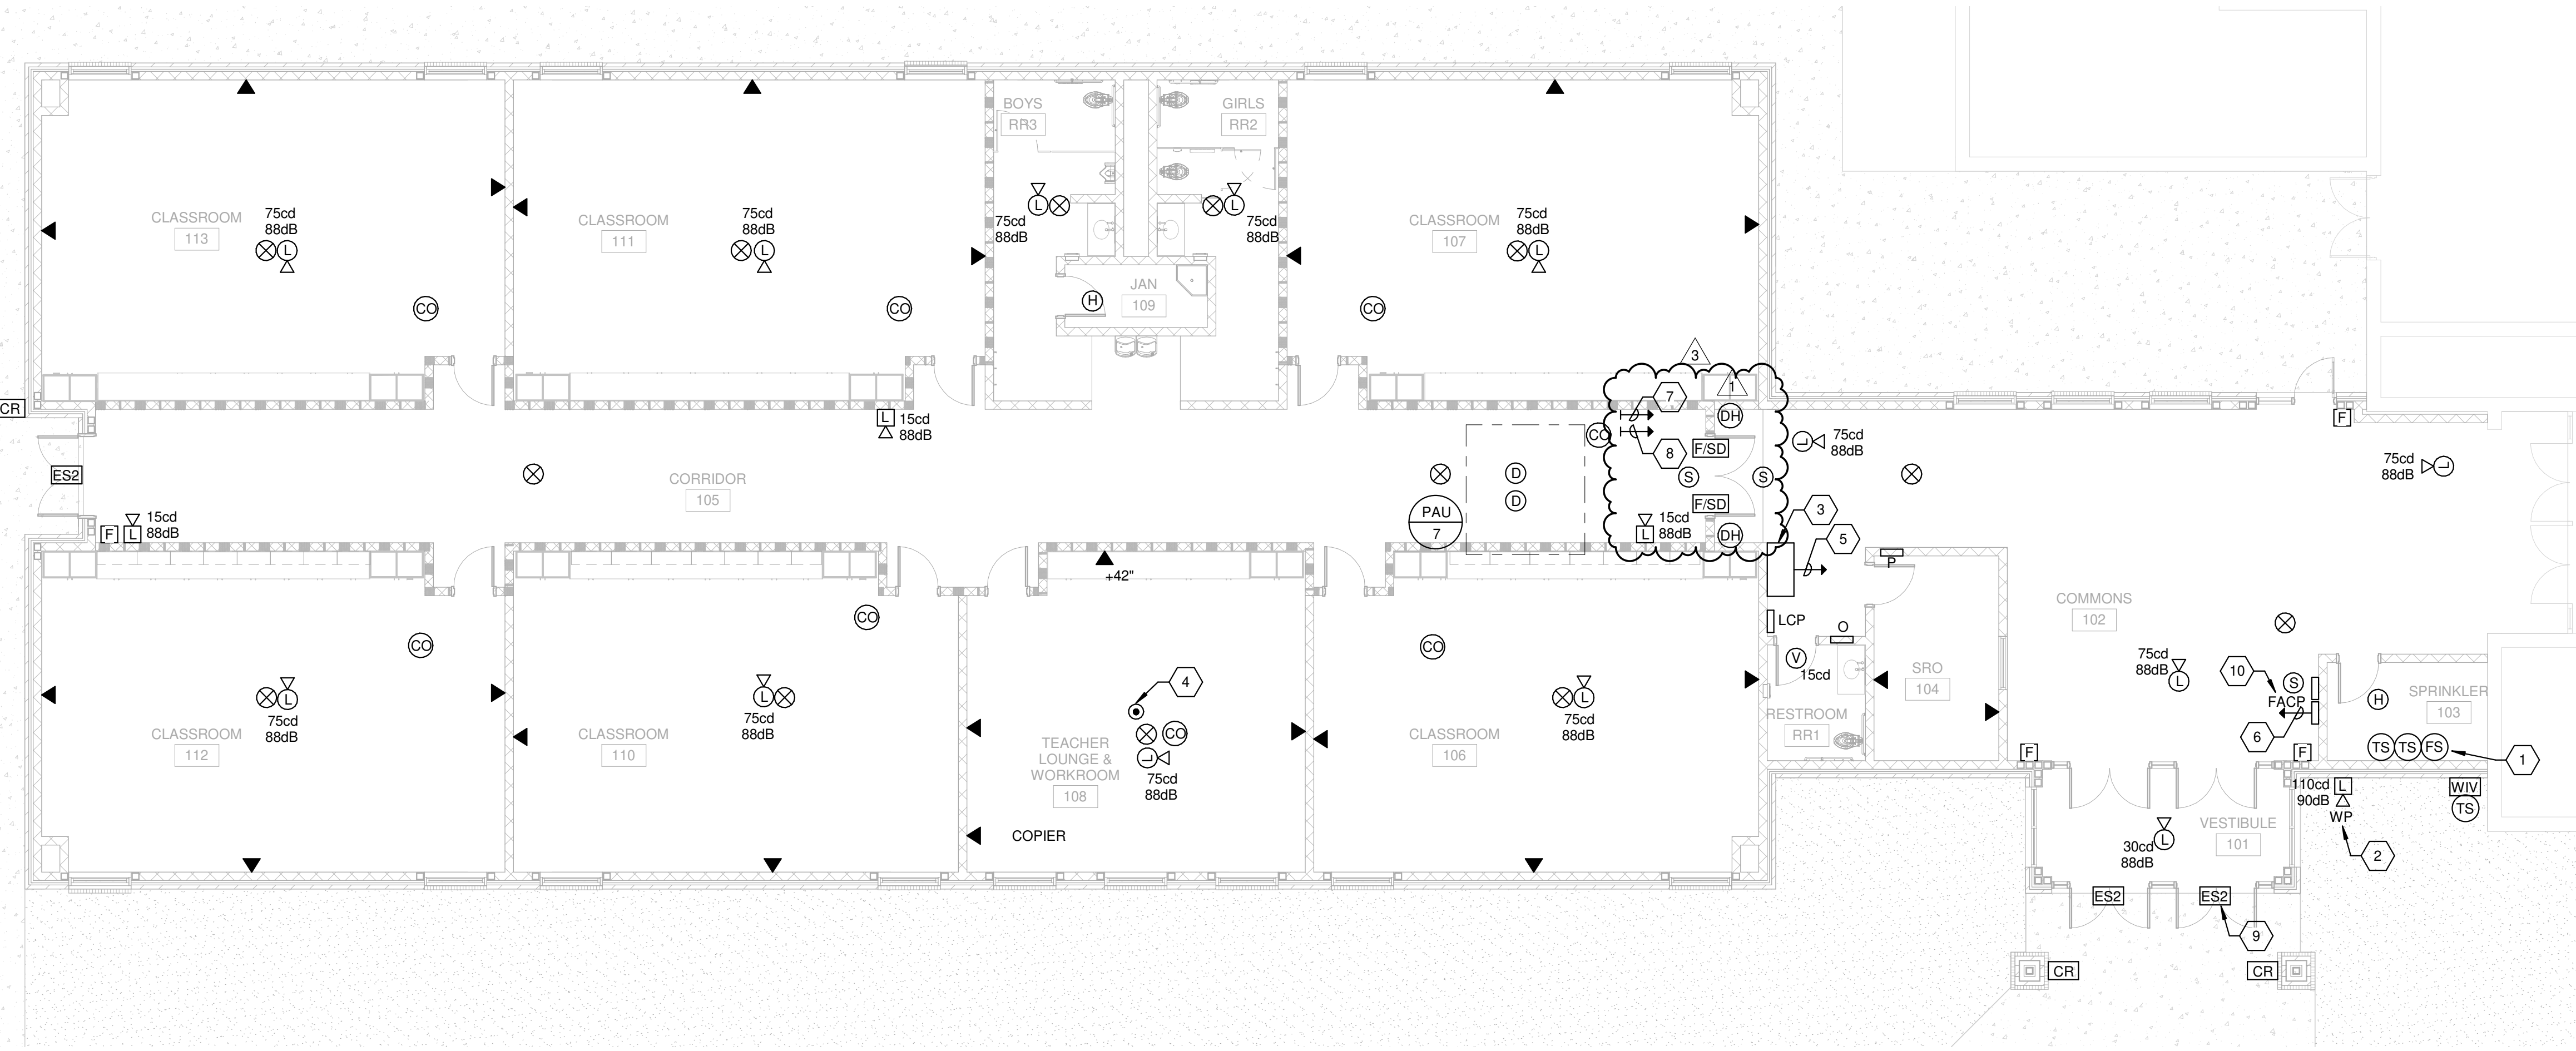 BOYS
RR3
GIRLS
RR2
CLASSROOM
113
75cd
88dB
L
CO
CLASSROOM
111
75cd
88dB
L
CO
L
75cd
88dB
L
75cd
88dB
JAN
109
H
CLASSROOM
107
75cd
88dB
L
CO
3
1
7
8
DH
CO
F/SD
S
S
F/SD
DH
15cd
88dB
L
CR
ES2
F
L
15cd
88dB
L
15cd
88dB
CORRIDOR
105
D
D
PAU
7
L
75cd
88dB
F
75cd
88dB
L
3
5
P
LCP
O
V
15cd
RESTROOM
RR1
SRO
104
COMMONS
102
75cd
88dB
L
10
S
FACP
6
H
SPRINKLER
103
TS
TS
FS
1
F
F
110cd
90dB
L
WP
2
WIV
TS
VESTIBULE
101
L
30cd
88dB
ES2
ES2
9
CR
CR
CLASSROOM
112
CO
L
75cd
88dB
CLASSROOM
110
CO
L
75cd
88dB
+42"
4
CO
L
75cd
88dB
TEACHER
LOUNGE &
WORKROOM
108
COPIER
CLASSROOM
106
CO
L
75cd
88dB